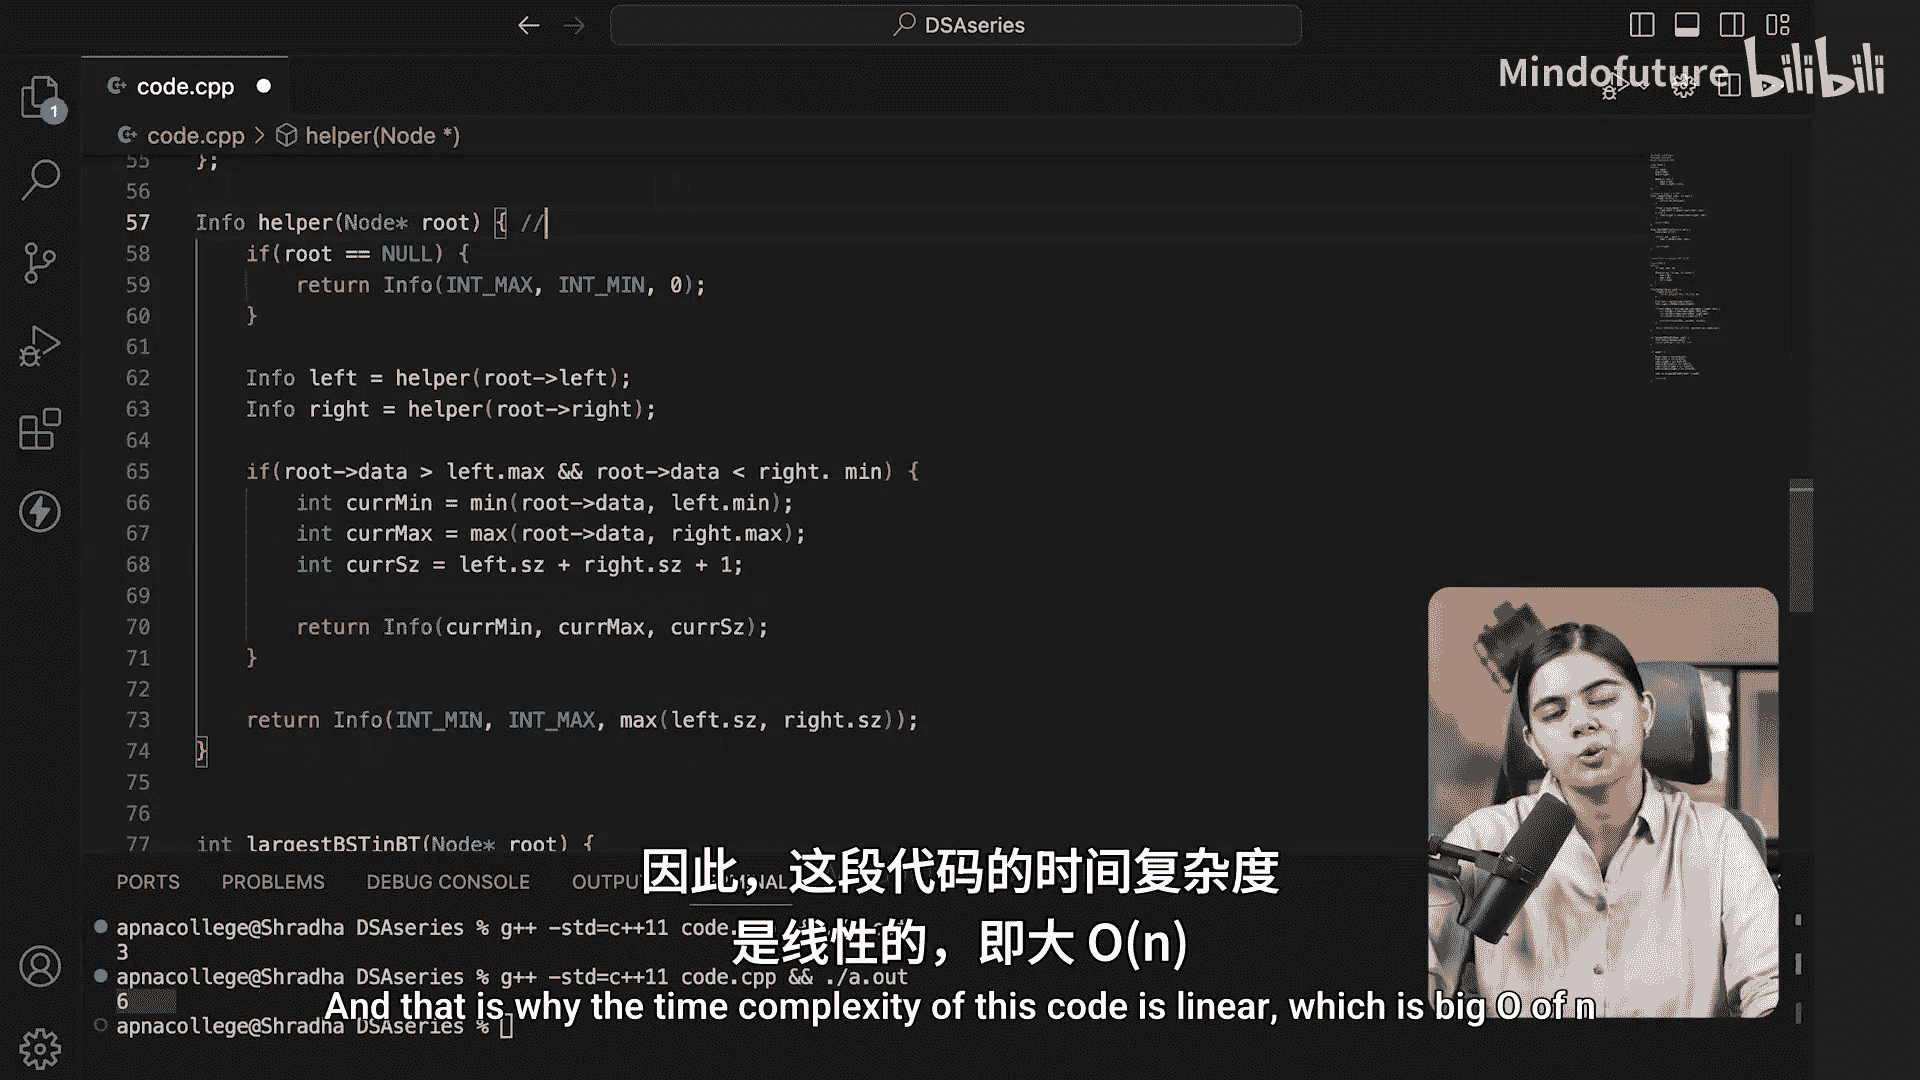 DSAseries
Mindofuture bilibili
code.cpp
1
code.cpp > helper(Node *)
55 };
56
57 Info helper(Node* root) { //
58 if(root == NULL) {
59 return Info(INT_MAX, INT_MIN, 0);
60 }
61
62 Info left = helper(root->left);
63 Info right = helper(root->right);
64
65 if(root->data > left.max && root->data < right. min) {
66 int currMin = min(root->data, left.min);
67 int currMax = max(root->data, right.max);
68 int currSz = left.sz + right.sz + 1;
69
70 return Info(currMin, currMax, currSz);
71 }
72
73 return Info(INT_MIN, INT_MAX, max(left.sz, right.sz));
74 }
75
76
77 int largestBSTinBT(Node* root) {
因此，这段代码的时间复杂度
PORTS PROBLEMS DEBUG CONSOLE
apnacollege@Shradha DSAseries % g++ -std=c++11
是线性的，即大 O(n)
3
apnacollege@Shradha DSAseries % g++ -std=c++11 code.cpp && ./a.out
6
And that is why the time complexity of this code is linear, which is big O of n
apnacollege@Shradha DSAseries %